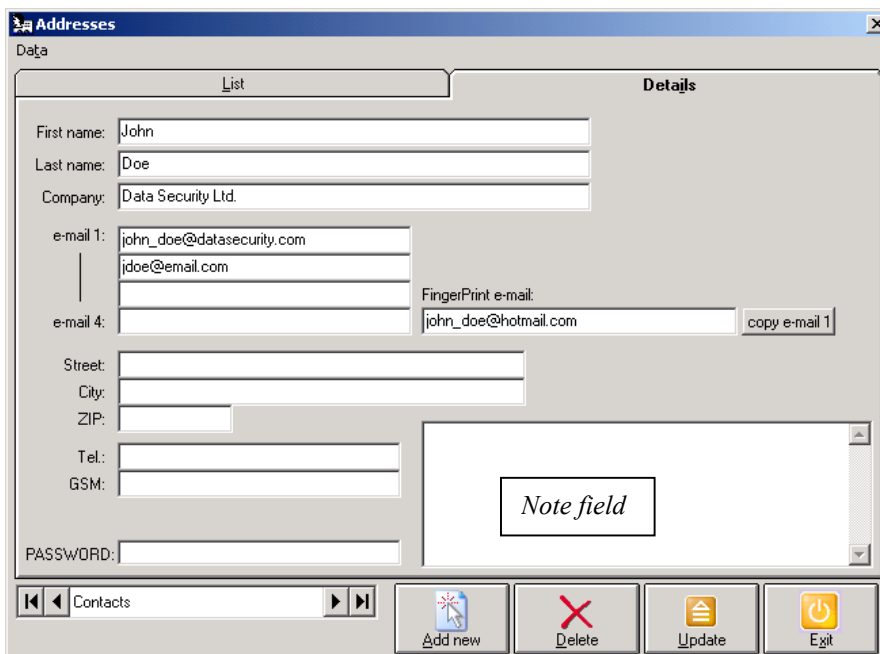 Addresses
Data
List
Details
First name: John
Last name: Doe
Company: Data Security Ltd.
e-mail 1: john_doe@datasecurity.com
jdoe@email.com
FingerPrint e-mail:
e-mail 4:
john_doe@hotmail.com
copy e-mail 1
Street:
City:
ZIP:
Tel.:
GSM:
Note field
PASSWORD:
Contacts
Add new
Delete
Update
Exit